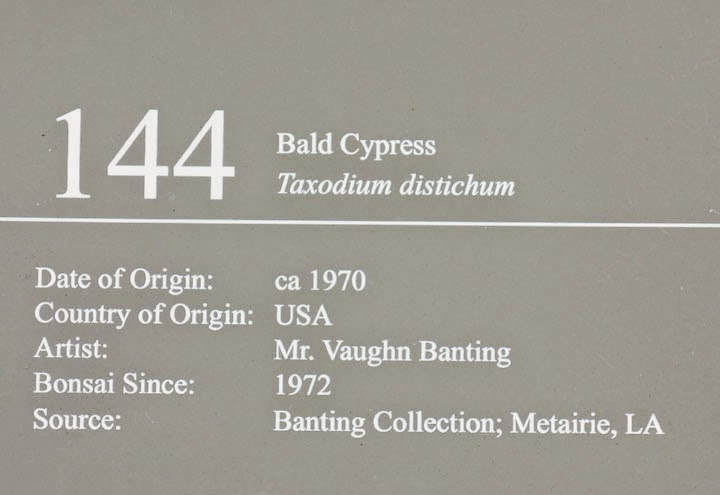 144
Bald Cypress
Taxodium distichum
Date of Origin: ca 1970
Country of Origin: USA
Artist: Mr. Vaughn Banting
Bonsai Since: 1972
Source: Banting Collection; Metairie, LA